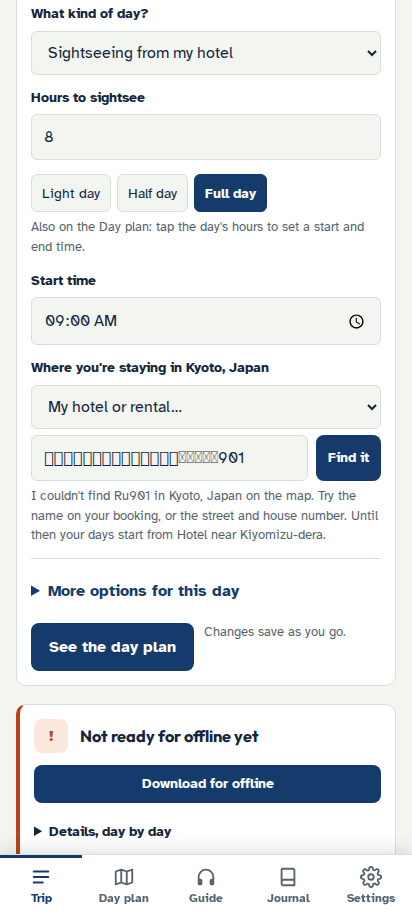 What kind of day?
Sightseeing from my hotel
Hours to sightsee
8
Light day
Half day
Full day
Also on the Day plan: tap the day's hours to set a start and
end time.
Start time
09:00 AM
Where you're staying in Kyoto, Japan
My hotel or rental...
901
Find it
I couldn't find Ru901 in Kyoto, Japan on the map. Try the
name on your booking, or the street and house number. Until
then your days start from Hotel near Kiyomizu-dera.
More options for this day
See the day plan
Changes save as you go.
!
Not ready for offline yet
Download for offline
Details, day by day
Trip
Day plan
Guide
Journal
Settings